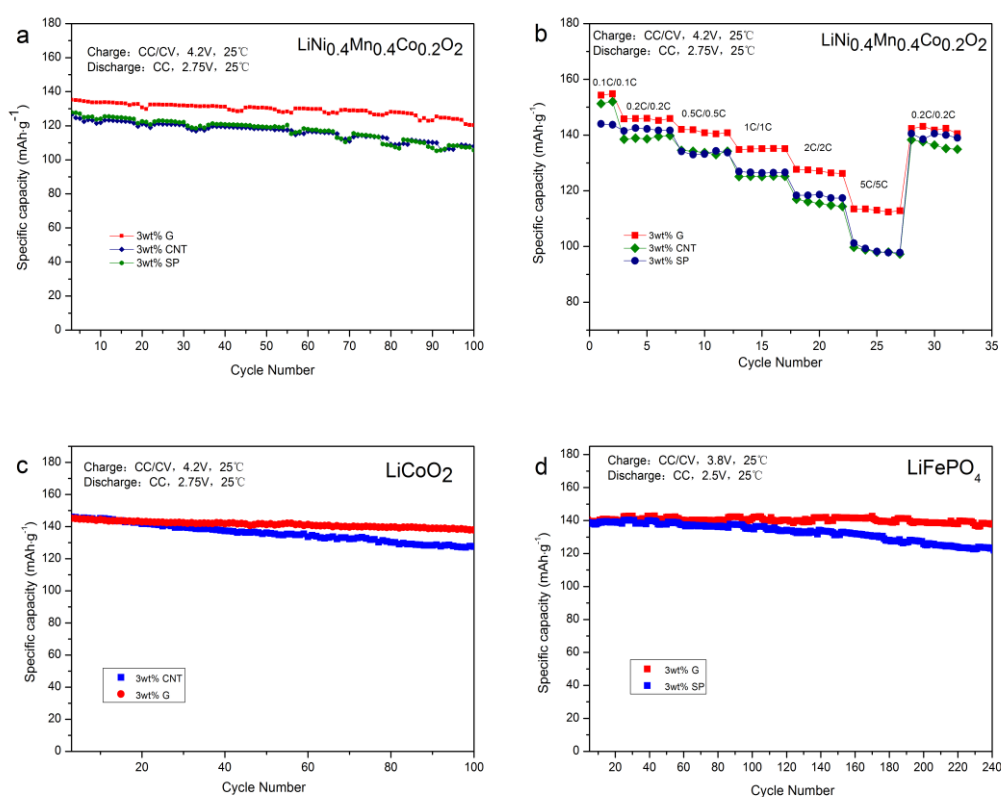 a
LiNi0.4Mn0.4Co0.2O2
Charge:CC/CV,4.2V,25℃
Discharge:CC,2.75V,25℃
180
160
140
120
100
80
60
40
20
0
Specific capacity (mAh·g-1)
3wt% G
3wt% CNT
3wt% SP
10 20 30 40 50 60 70 80 90 100
Cycle Number
b
LiNi0.4Mn0.4Co0.2O2
Charge:CC/CV,4.2V,25℃
Discharge:CC,2.75V,25℃
180
160
140
120
100
80
Specific capacity (mAh·g-1)
0.1C/0.1C
0.2C/0.2C
0.5C/0.5C
1C/1C
2C/2C
5C/5C
0.2C/0.2C
3wt% G
3wt% CNT
3wt% SP
0 5 10 15 20 25 30 35
Cycle Number
c
LiCoO2
Charge:CC/CV,4.2V,25℃
Discharge:CC,2.75V,25℃
180
160
140
120
100
80
60
40
20
0
Specific capacity (mAh·g-1)
3wt% CNT
3wt% G
20 40 60 80 100
Cycle Number
d
LiFePO4
Charge:CC/CV,3.8V,25℃
Discharge:CC,2.5V,25℃
180
160
140
120
100
80
60
40
20
0
Specific capacity (mAh·g-1)
3wt% G
3wt% SP
20 40 60 80 100 120 140 160 180 200 220 240
Cycle Number